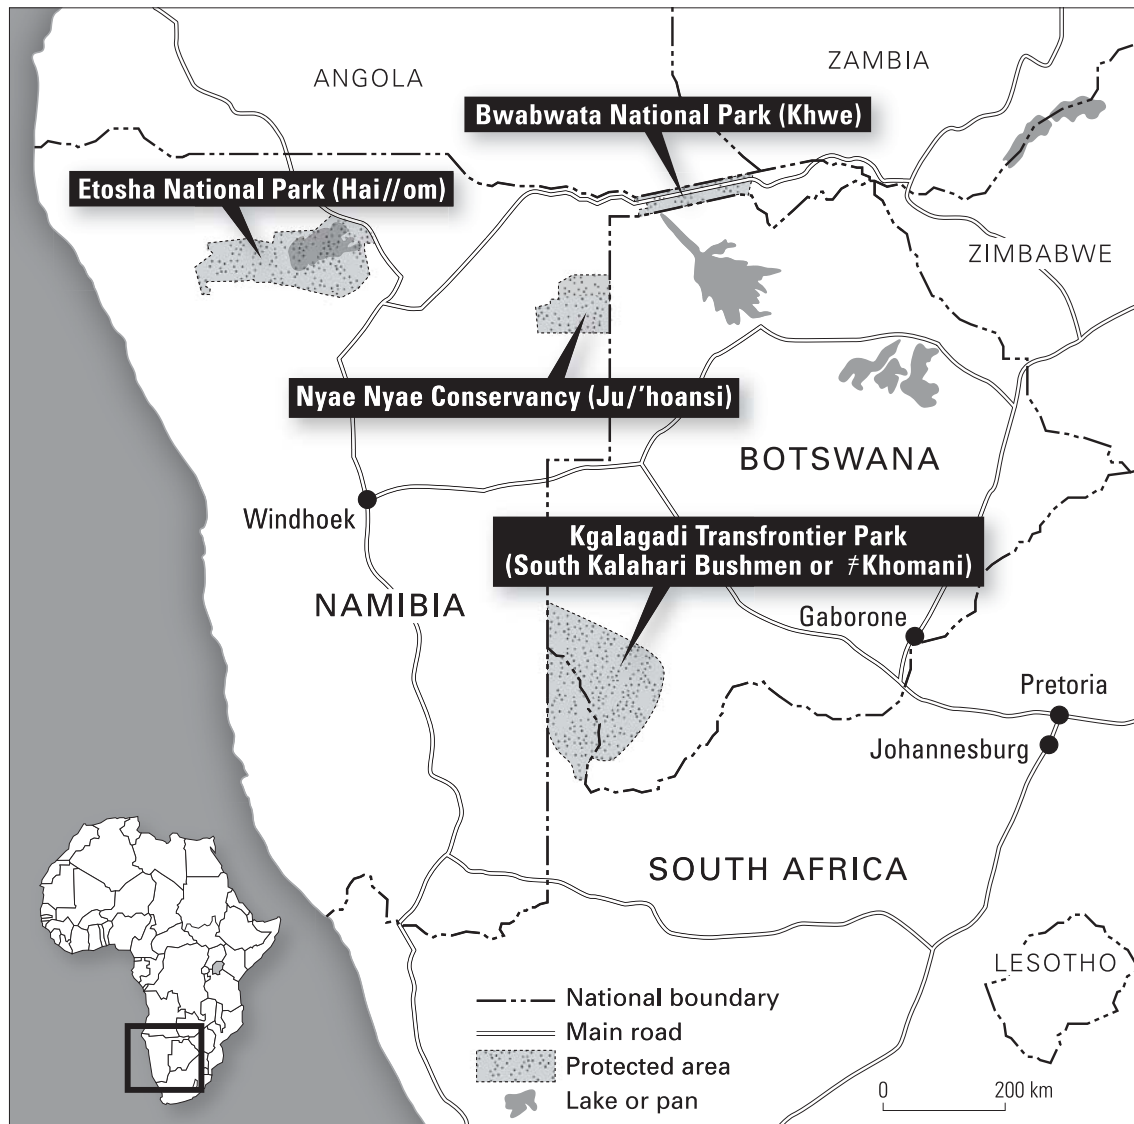 ANGOLA
ZAMBIA
Bwabwata National Park (Khwe)
Etosha National Park (Hai//om)
ZIMBABWE
Nyae Nyae Conservancy (Ju/'hoansi)
BOTSWANA
Windhoek
Kgalagadi Transfrontier Park
(South Kalahari Bushmen or ≠Khomani)
NAMIBIA
Gaborone
Pretoria
Johannesburg
SOUTH AFRICA
LESOTHO
National boundary
Main road
Protected area
Lake or pan
0 200 km